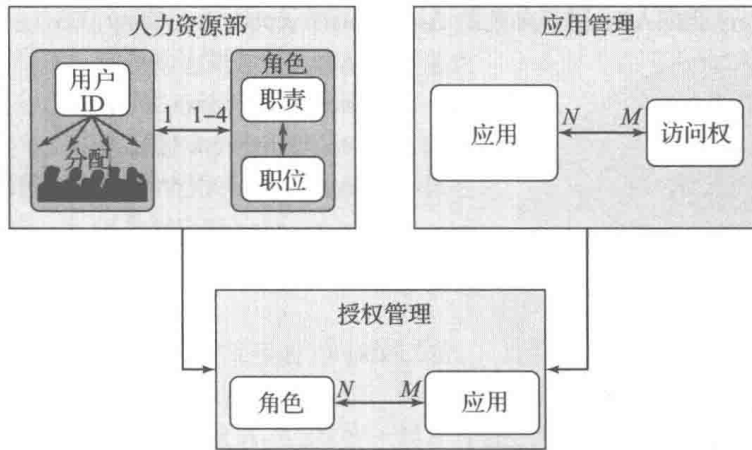 人力资源部
用户
ID
分配
1
1-4
角色
职责
职位
应用管理
应用
N
M
访问权
授权管理
角色
N
M
应用